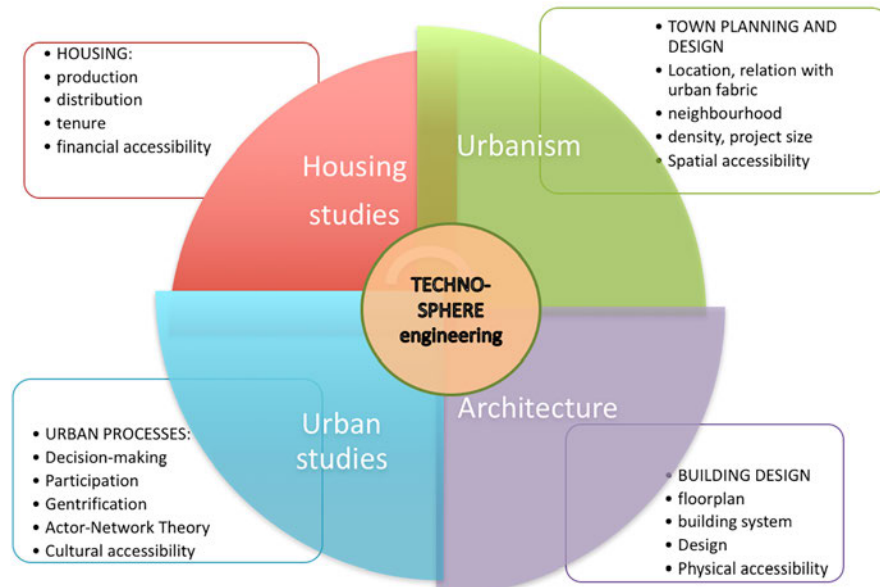 • HOUSING:
• production
• distribution
• tenure
• financial accessibility
• TOWN PLANNING AND
DESIGN
• Location, relation with
urban fabric
• neighbourhood
• density, project size
• Spatial accessibility
Housing
studies
Urbanism
TECHNO-
SPHERE
engineering
Urban
studies
Architecture
• URBAN PROCESSES:
• Decision-making
• Participation
• Gentrification
• Actor-Network Theory
• Cultural accessibility
• BUILDING DESIGN
• floorplan
• building system
• Design
• Physical accessibility